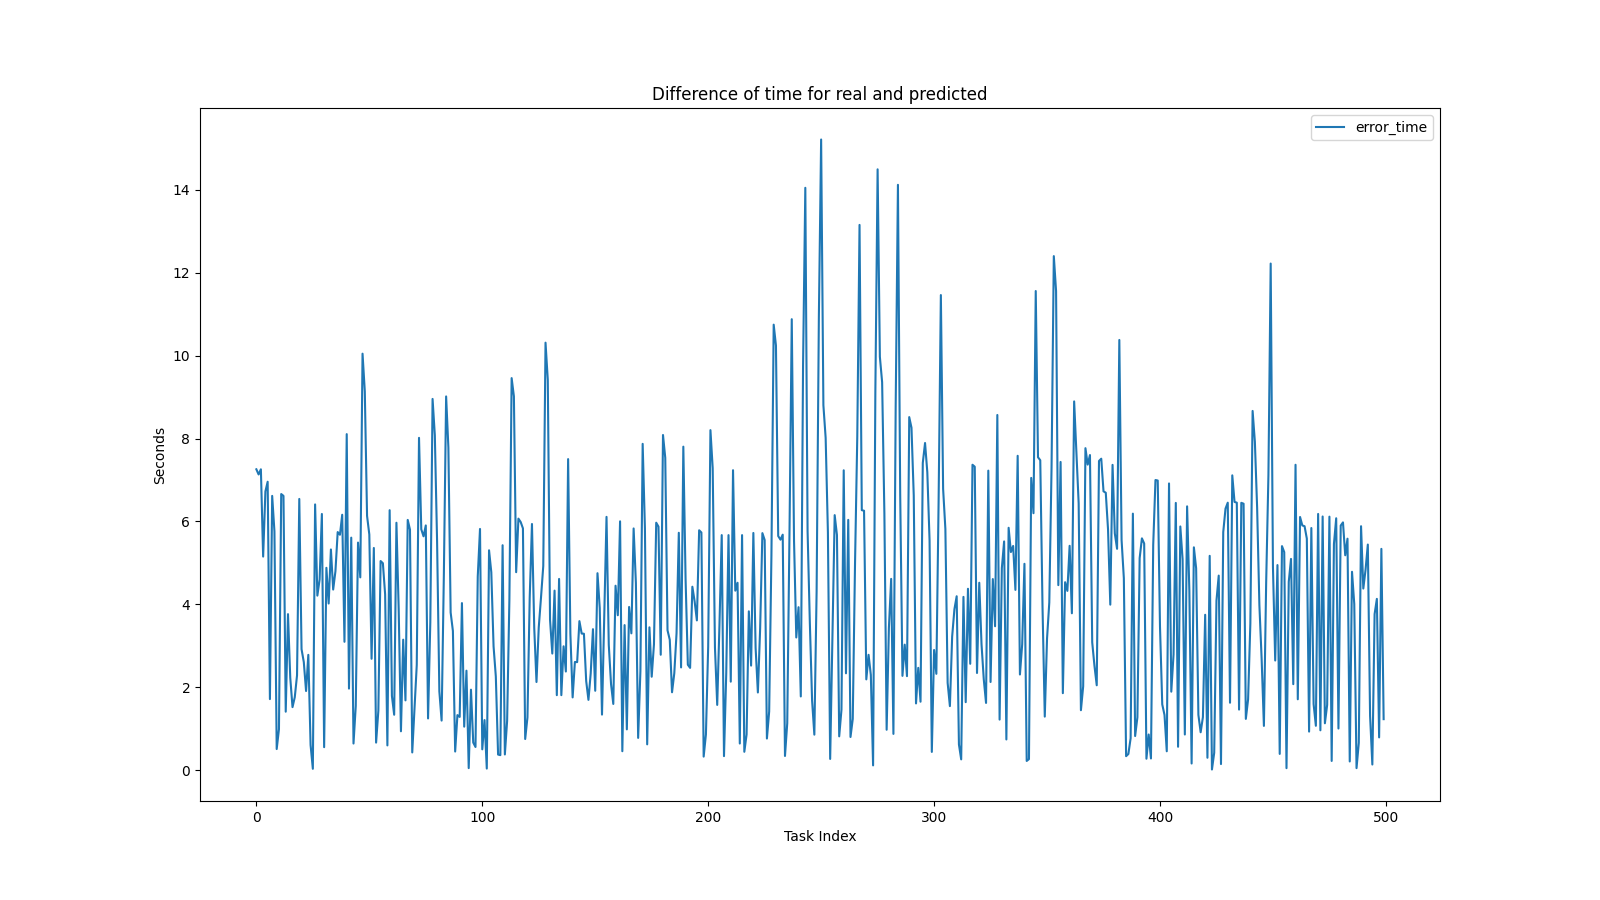 Difference of time for real and predicted
error_time
14
12
10
8
6
4
2
0
Seconds
0 100 200 300 400 500
Task Index